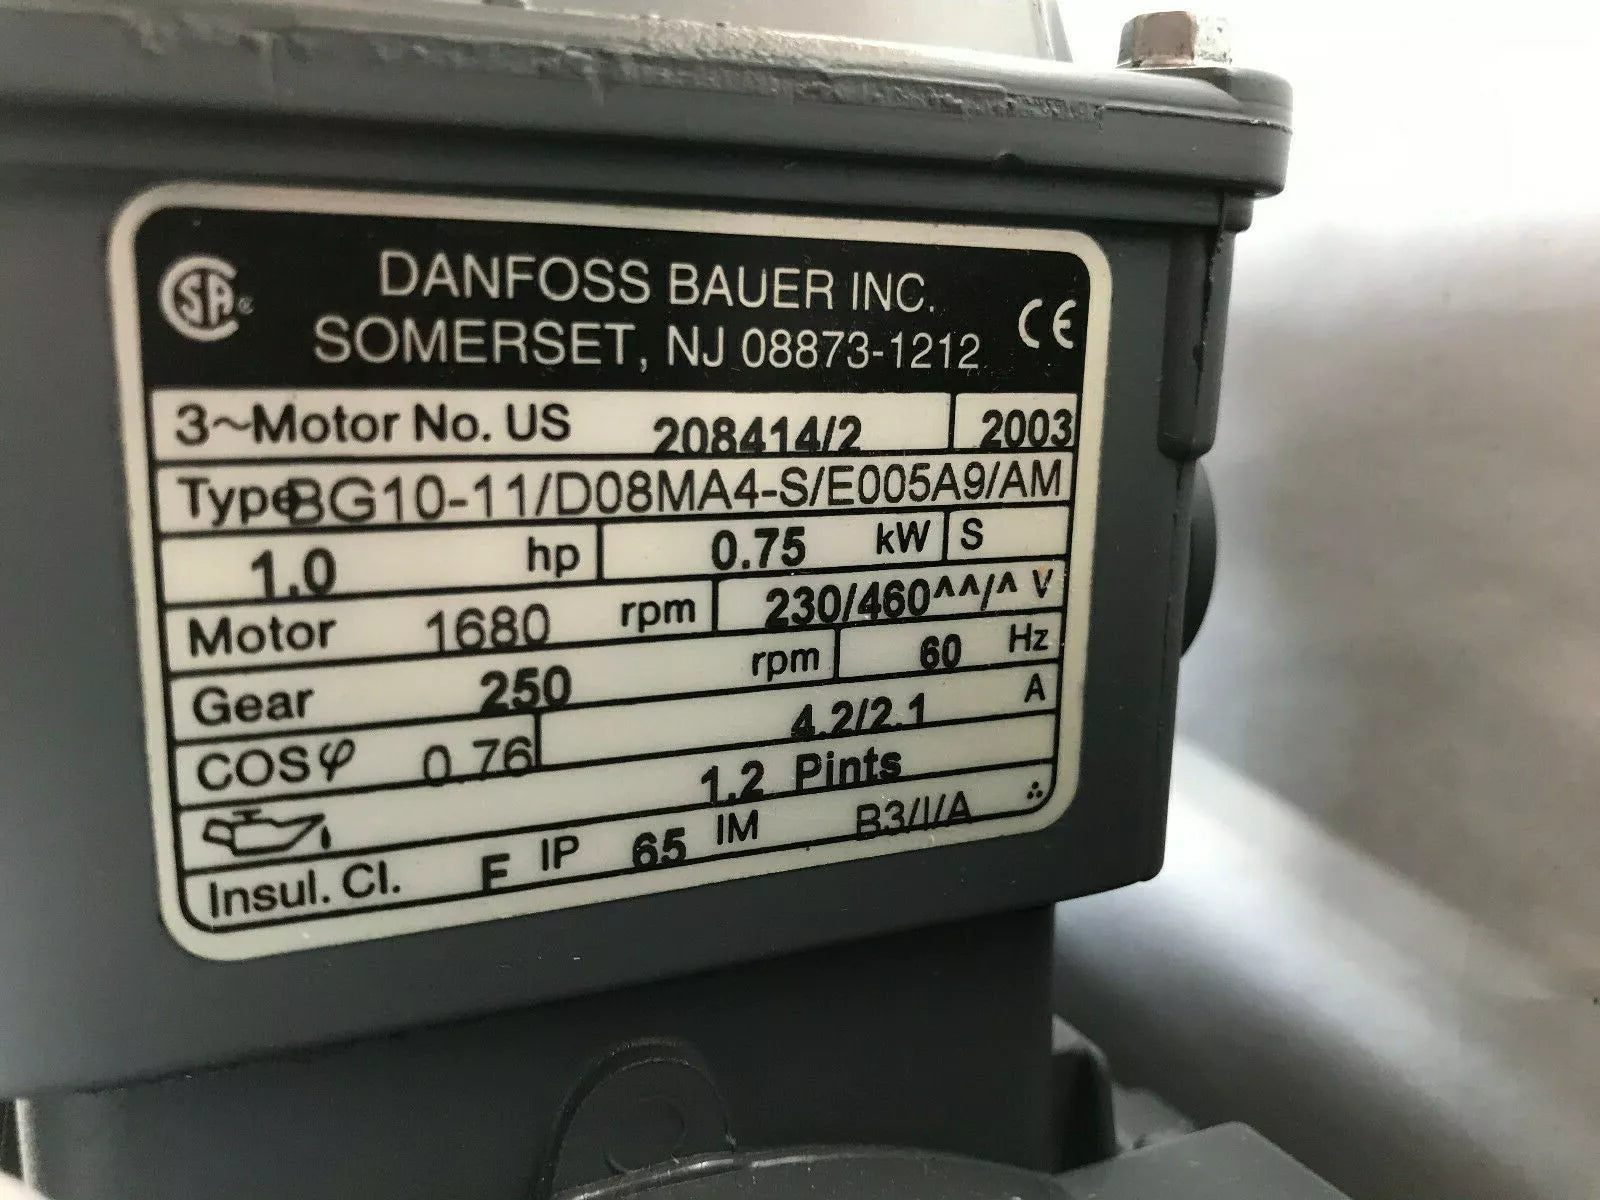 DANFOSS BAUER INC.
SOMERSET, NJ 08873-1212
SA
CE
3~Motor No. US 208414/2 2003
Type BG10-11/D08MA4-S/E005A9/AM
1.0 hp 0.75 kW S
Motor 1680 rpm 230/460^^/^ V
Gear 250 rpm 60 Hz
COSφ 0.76 4.2/2.1 A
1.2 Pints
Insul. Cl. F IP 65 IM B3/I/A